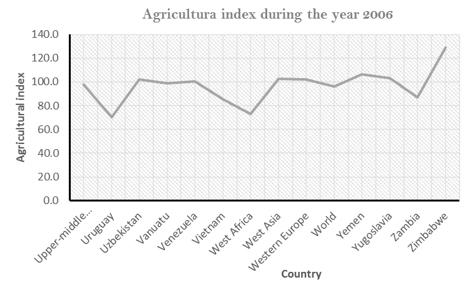 Agricultura index during the year 2006
140.0
120.0
100.0
80.0
60.0
40.0
20.0
0.0
Agricultural index
Upper-middle...
Uruguay
Uzbekistan
Vanuatu
Venezuela
Vietnam
West Africa
West Asia
Western Europe
World
Yemen
Yugoslavia
Zambia
Zimbabwe
Country